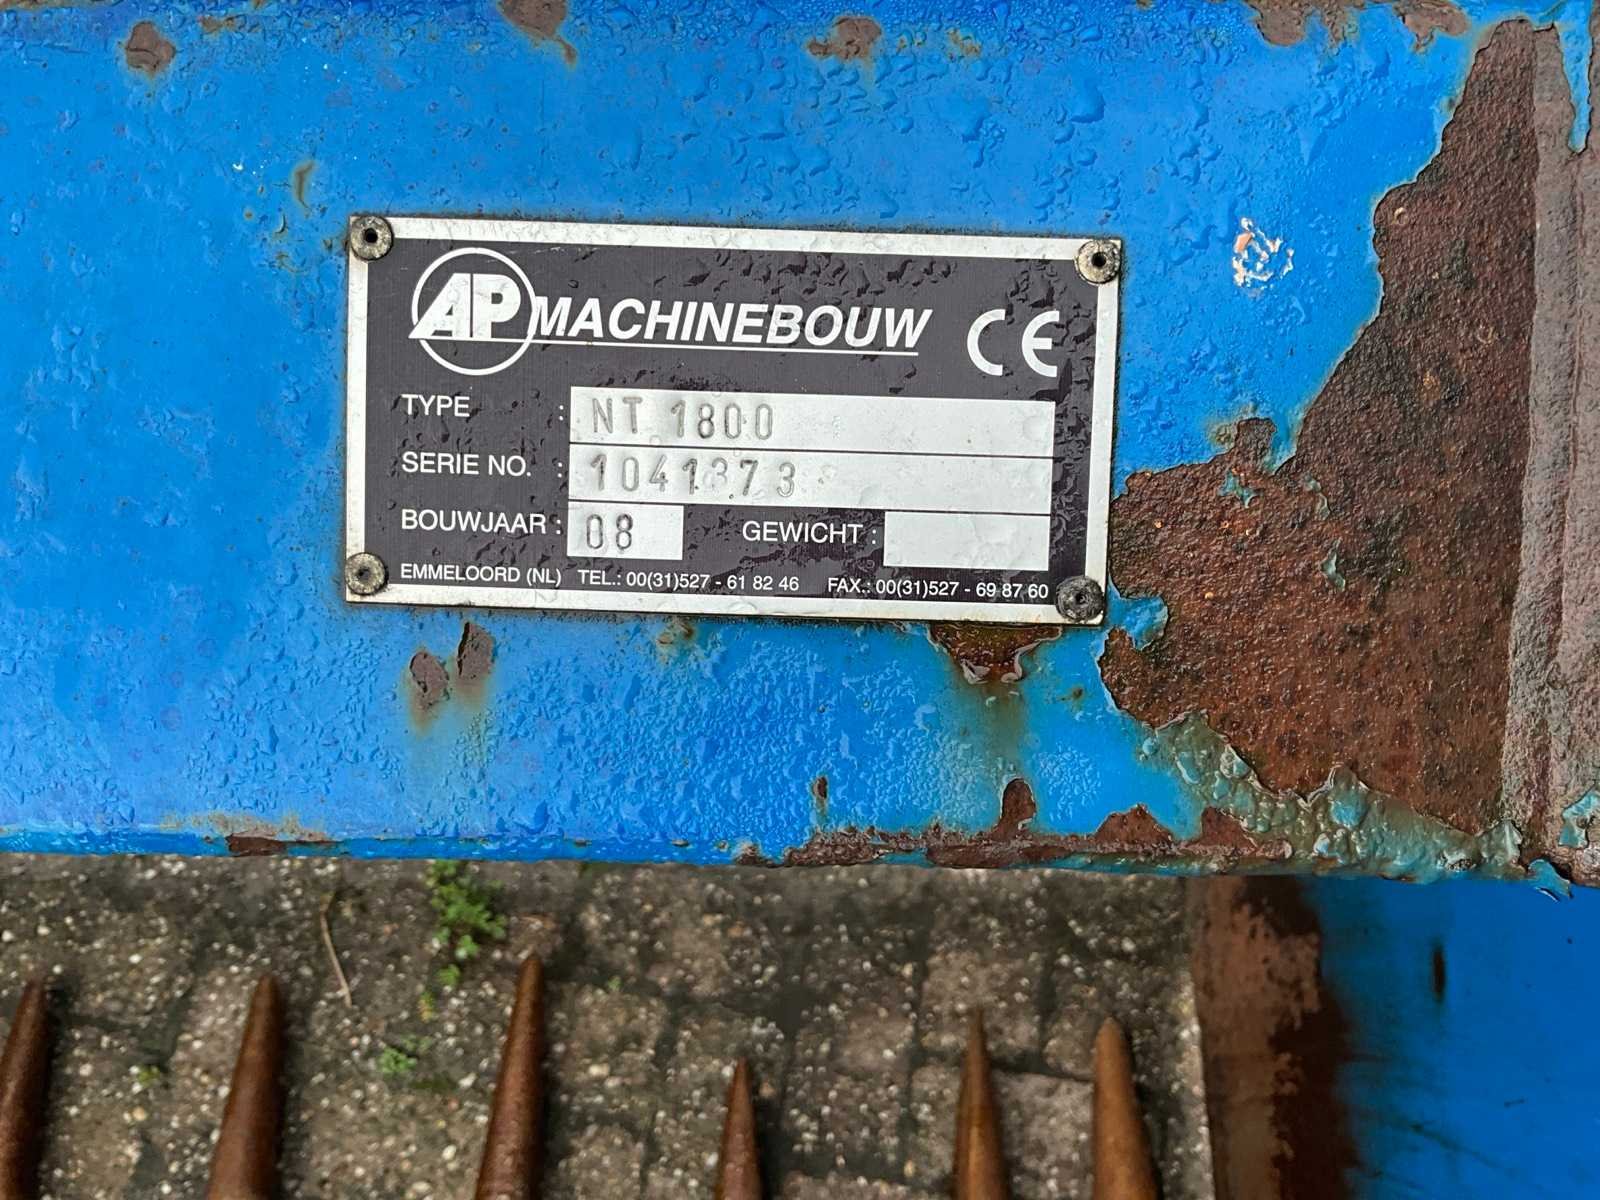 AP MACHINEBOUW CE
TYPE : NT 1800
SERIE NO. : 1041373
BOUWJAAR : 08 GEWICHT :
EMMELOORD (NL) TEL.: 00(31)527 - 61 82 46 FAX.: 00(31)527 - 69 87 60